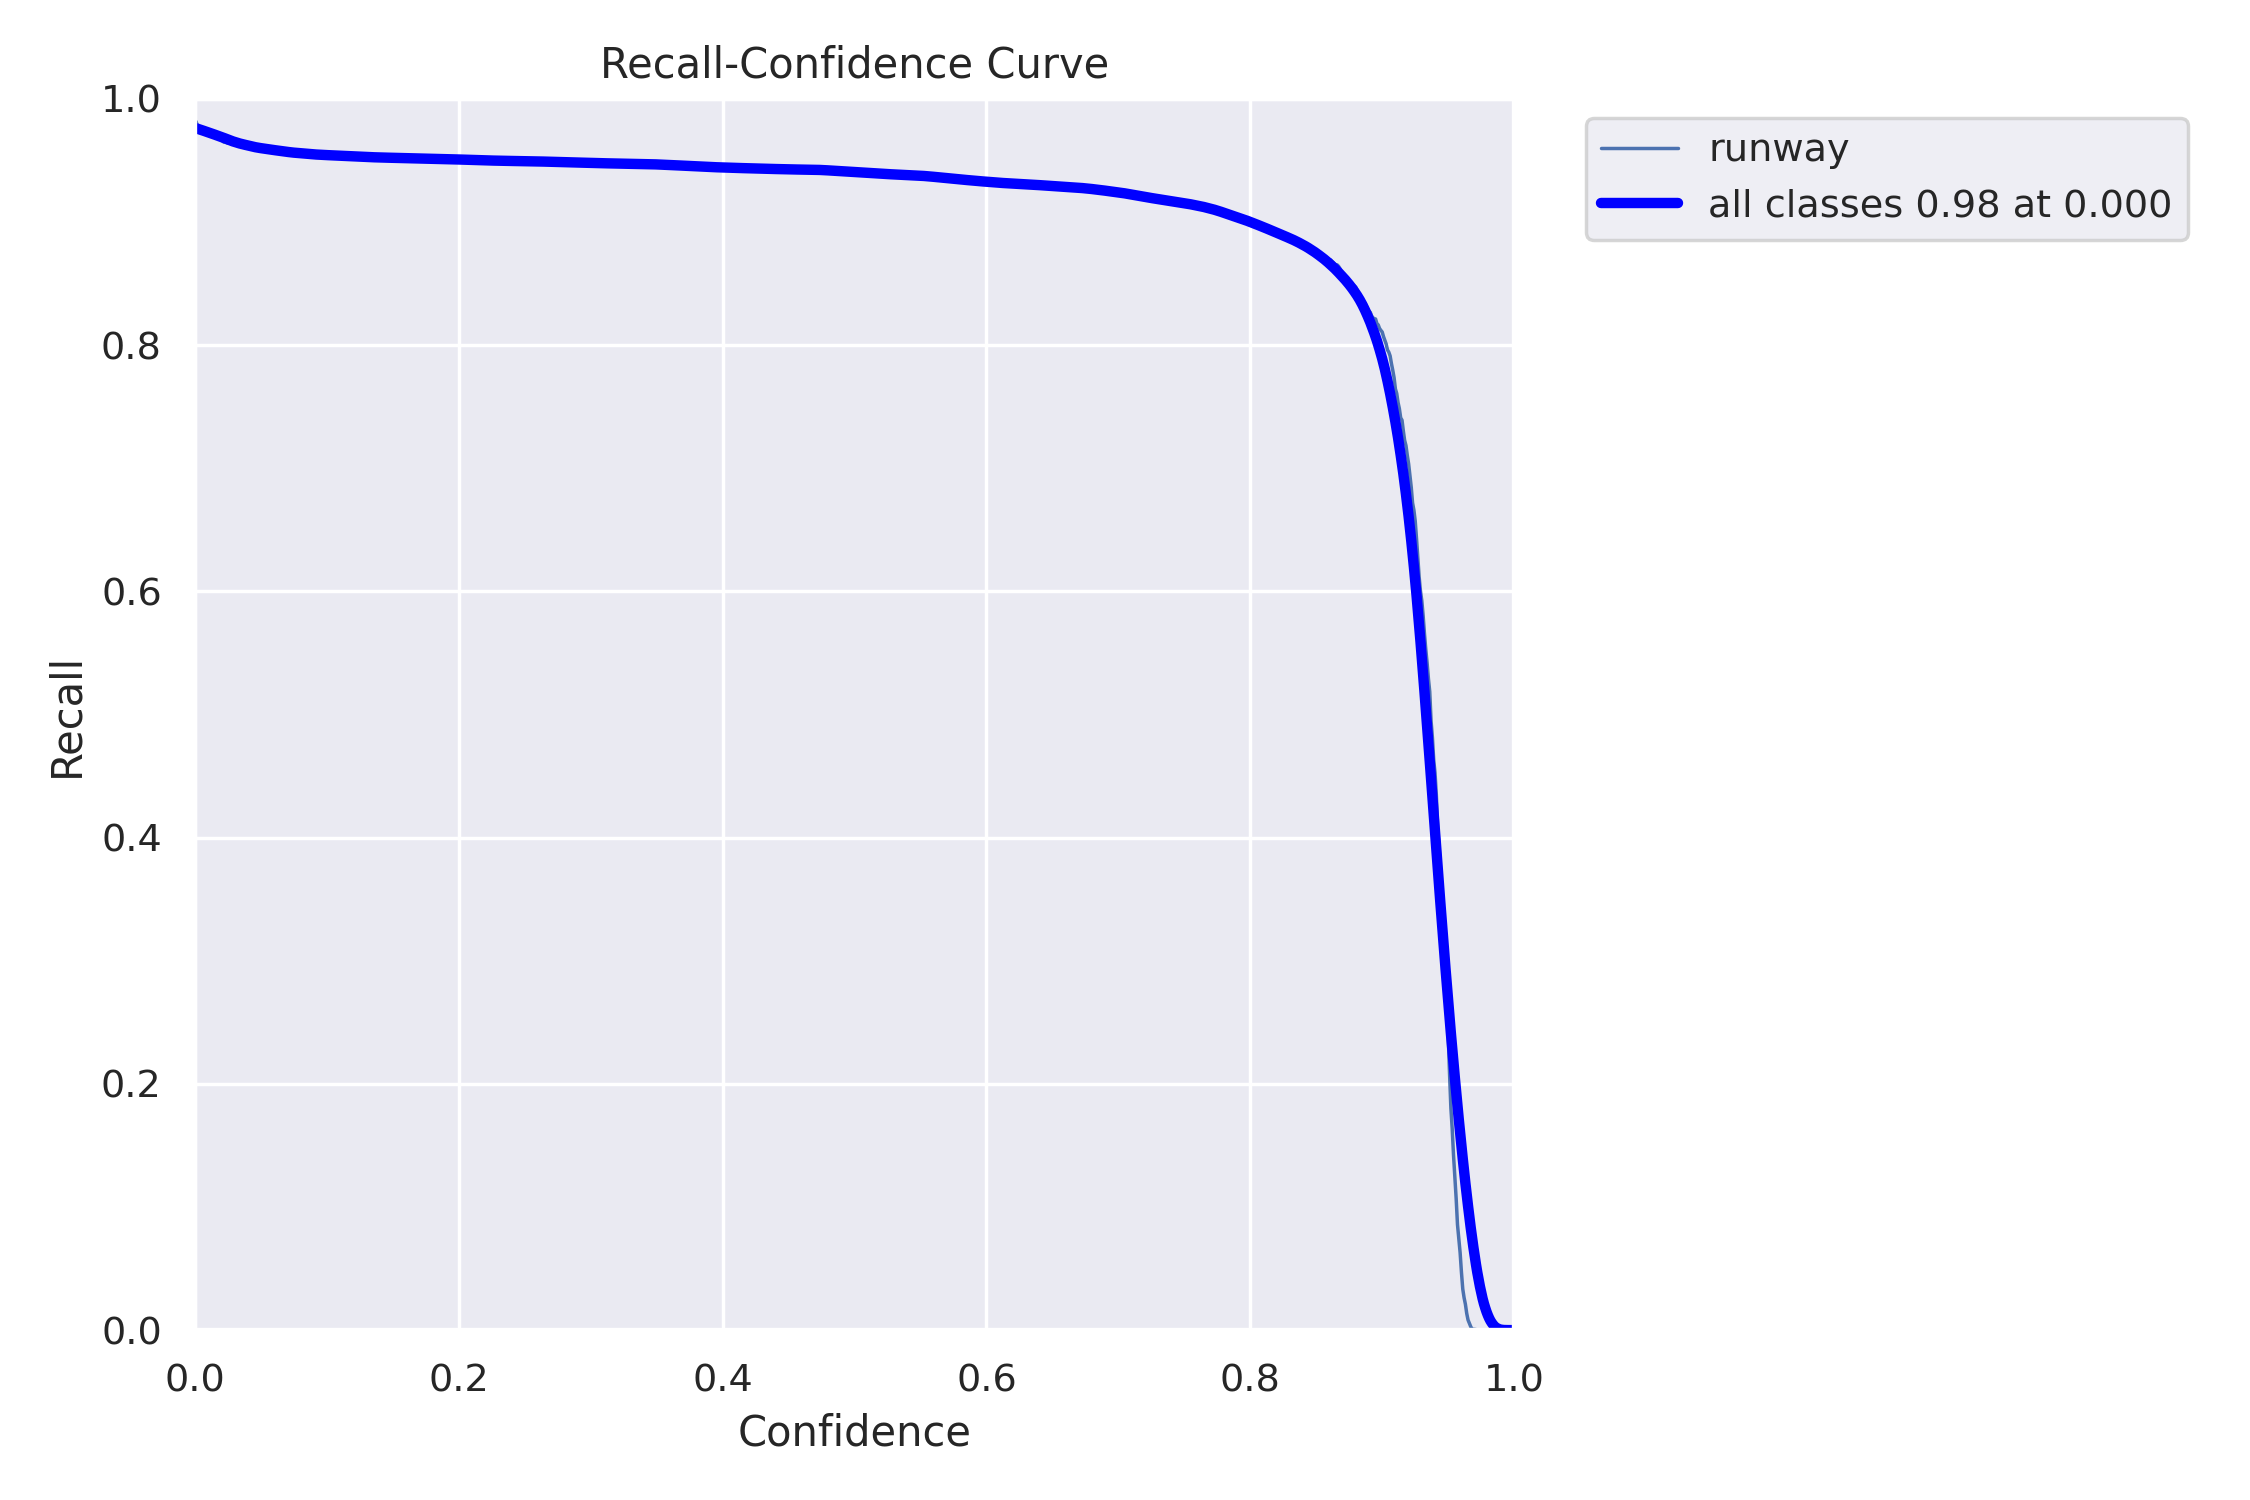 Recall-Confidence Curve
1.0
0.8
0.6
0.4
0.2
0.0
Recall
0.0 0.2 0.4 0.6 0.8 1.0
Confidence
runway
all classes 0.98 at 0.000